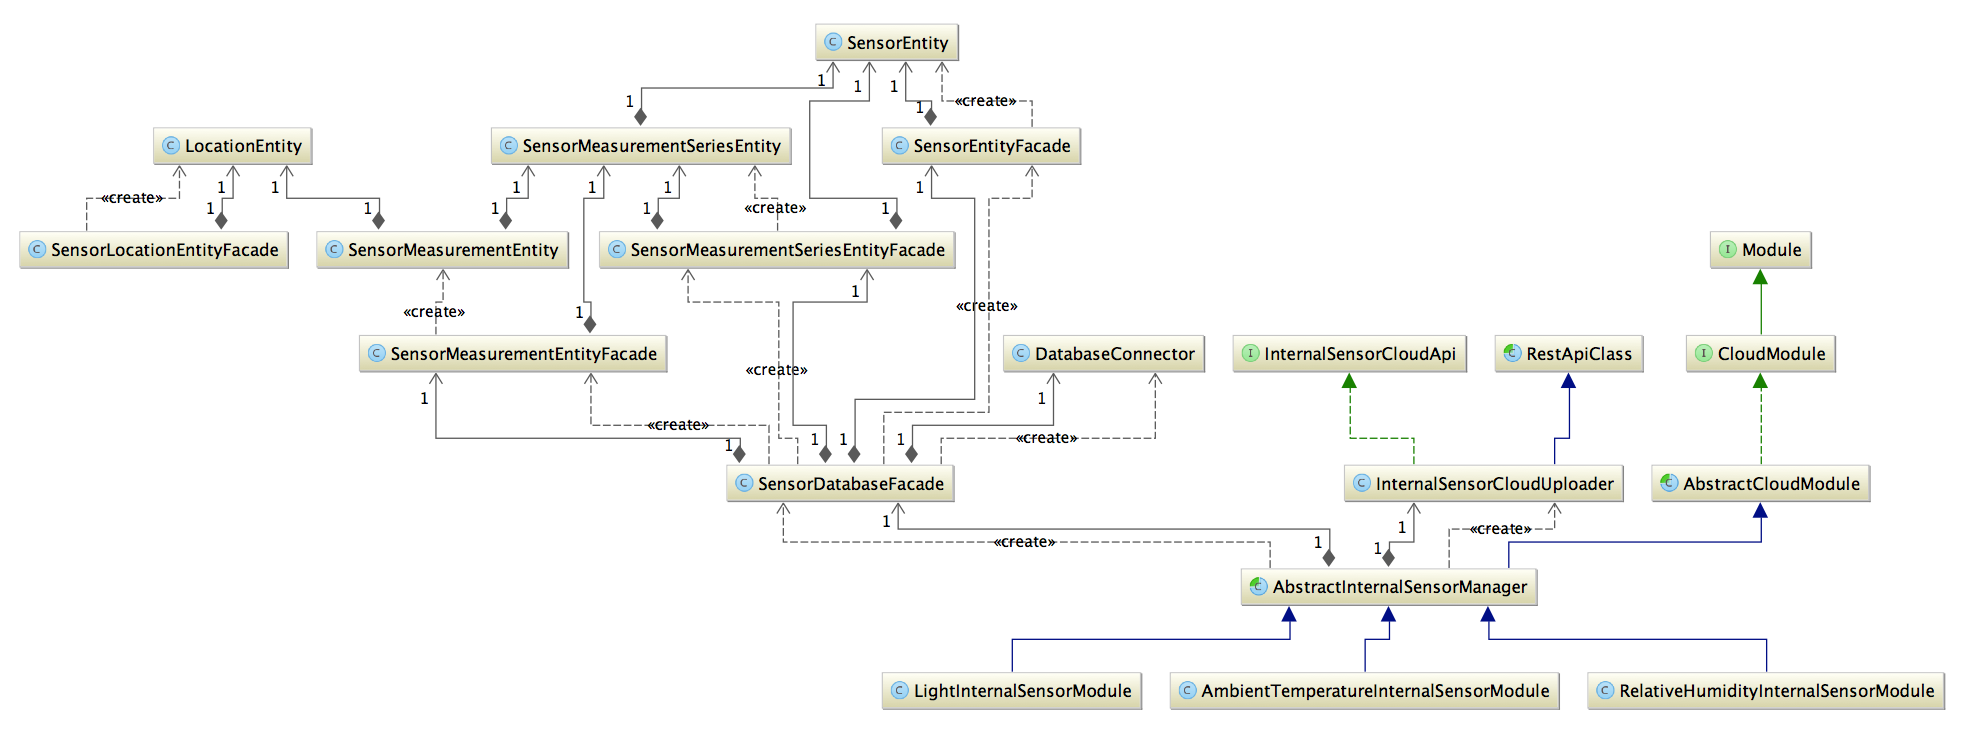 C SensorEntity
1
1
1
1
1
«create»
C LocationEntity
C SensorMeasurementSeriesEntity
C SensorEntityFacade
«create»
1
1
1
1
1
1
1
1
1
1
«create»
1
1
C SensorLocationEntityFacade
C SensorMeasurementEntity
C SensorMeasurementSeriesEntityFacade
I Module
«create»
1
1
«create»
C SensorMeasurementEntityFacade
C DatabaseConnector
I InternalSensorCloudApi
C RestApiClass
I CloudModule
«create»
1
1
«create»
1
1
1
1
«create»
C SensorDatabaseFacade
C InternalSensorCloudUploader
C AbstractCloudModule
1
1
«create»
«create»
1
1
C AbstractInternalSensorManager
C LightInternalSensorModule
C AmbientTemperatureInternalSensorModule
C RelativeHumidityInternalSensorModule